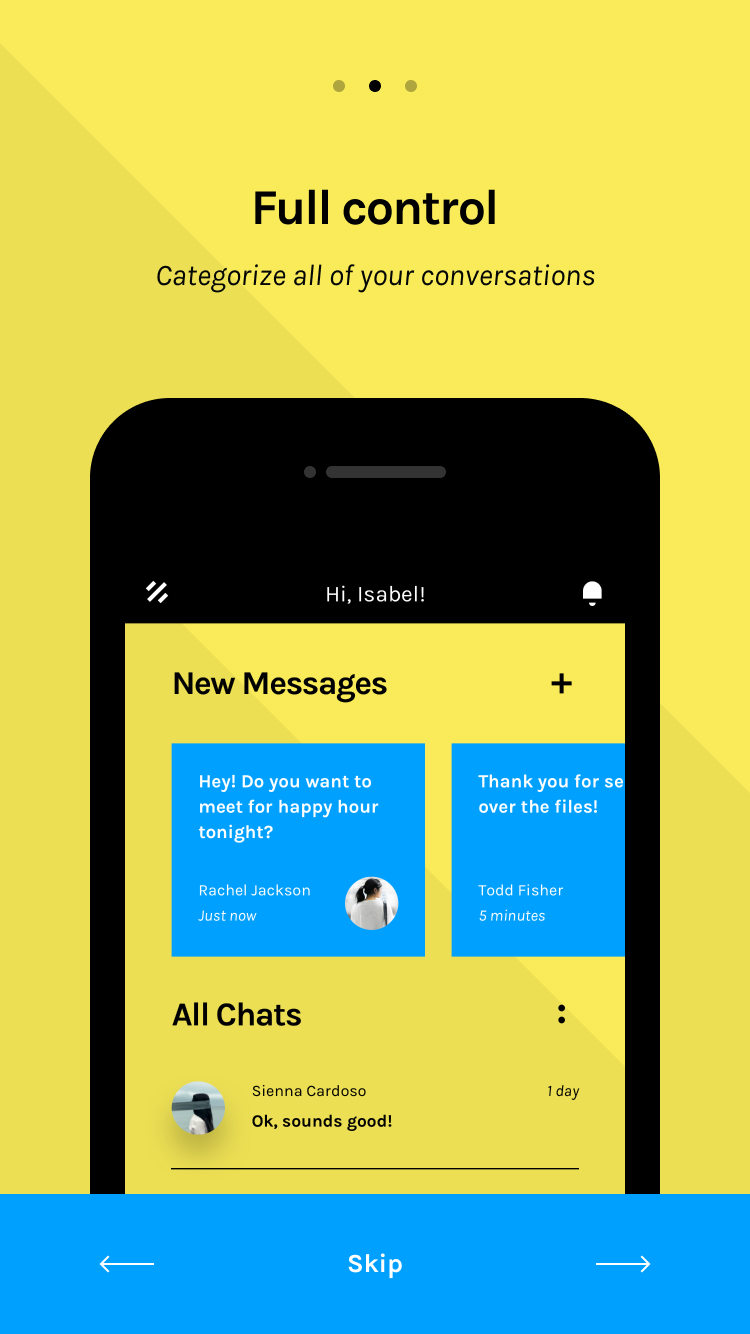 Full control
Categorize all of your conversations
Hi, Isabel!
New Messages
+
Hey! Do you want to
meet for happy hour
tonight?
Rachel Jackson
Just now
Thank you for se
over the files!
Todd Fisher
5 minutes
All Chats
Sienna Cardoso
1 day
Ok, sounds good!
Skip